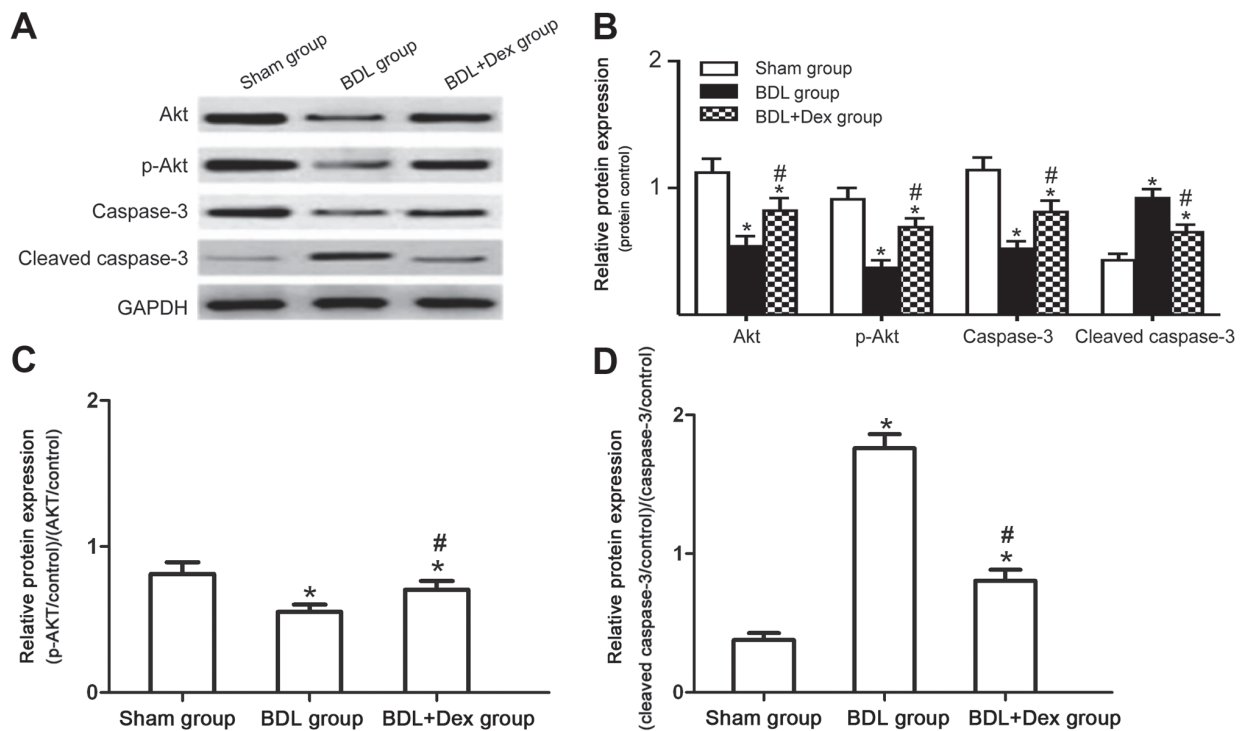 A
Sham group
BDL group
BDL+Dex group
Akt
p-Akt
Caspase-3
Cleaved caspase-3
GAPDH
B
Relative protein expression
(protein control)
2
1
Sham group
BDL group
BDL+Dex group
*
#
*
*
#
*
*
#
*
*
#
*
Akt
p-Akt
Caspase-3
Cleaved caspase-3
C
Relative protein expression
(p-AKT/control)/(AKT/control)
2
1
0
*
#
*
Sham group
BDL group
BDL+Dex group
D
Relative protein expression
(cleaved caspase-3/control)/(caspase-3/control)
2
1
0
*
#
*
Sham group
BDL group
BDL+Dex group